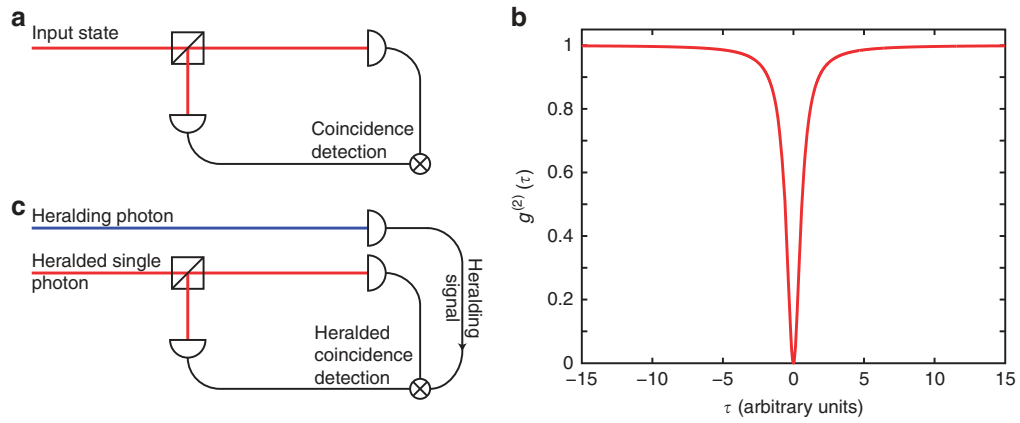 a
Input state
Coincidence
detection
c
Heralding photon
Heralded single
photon
Heralding
signal
Heralded
coincidence
detection
b
g(2) (τ)
1
0.8
0.6
0.4
0.2
0
−15
−10
−5
0
5
10
15
τ (arbitrary units)